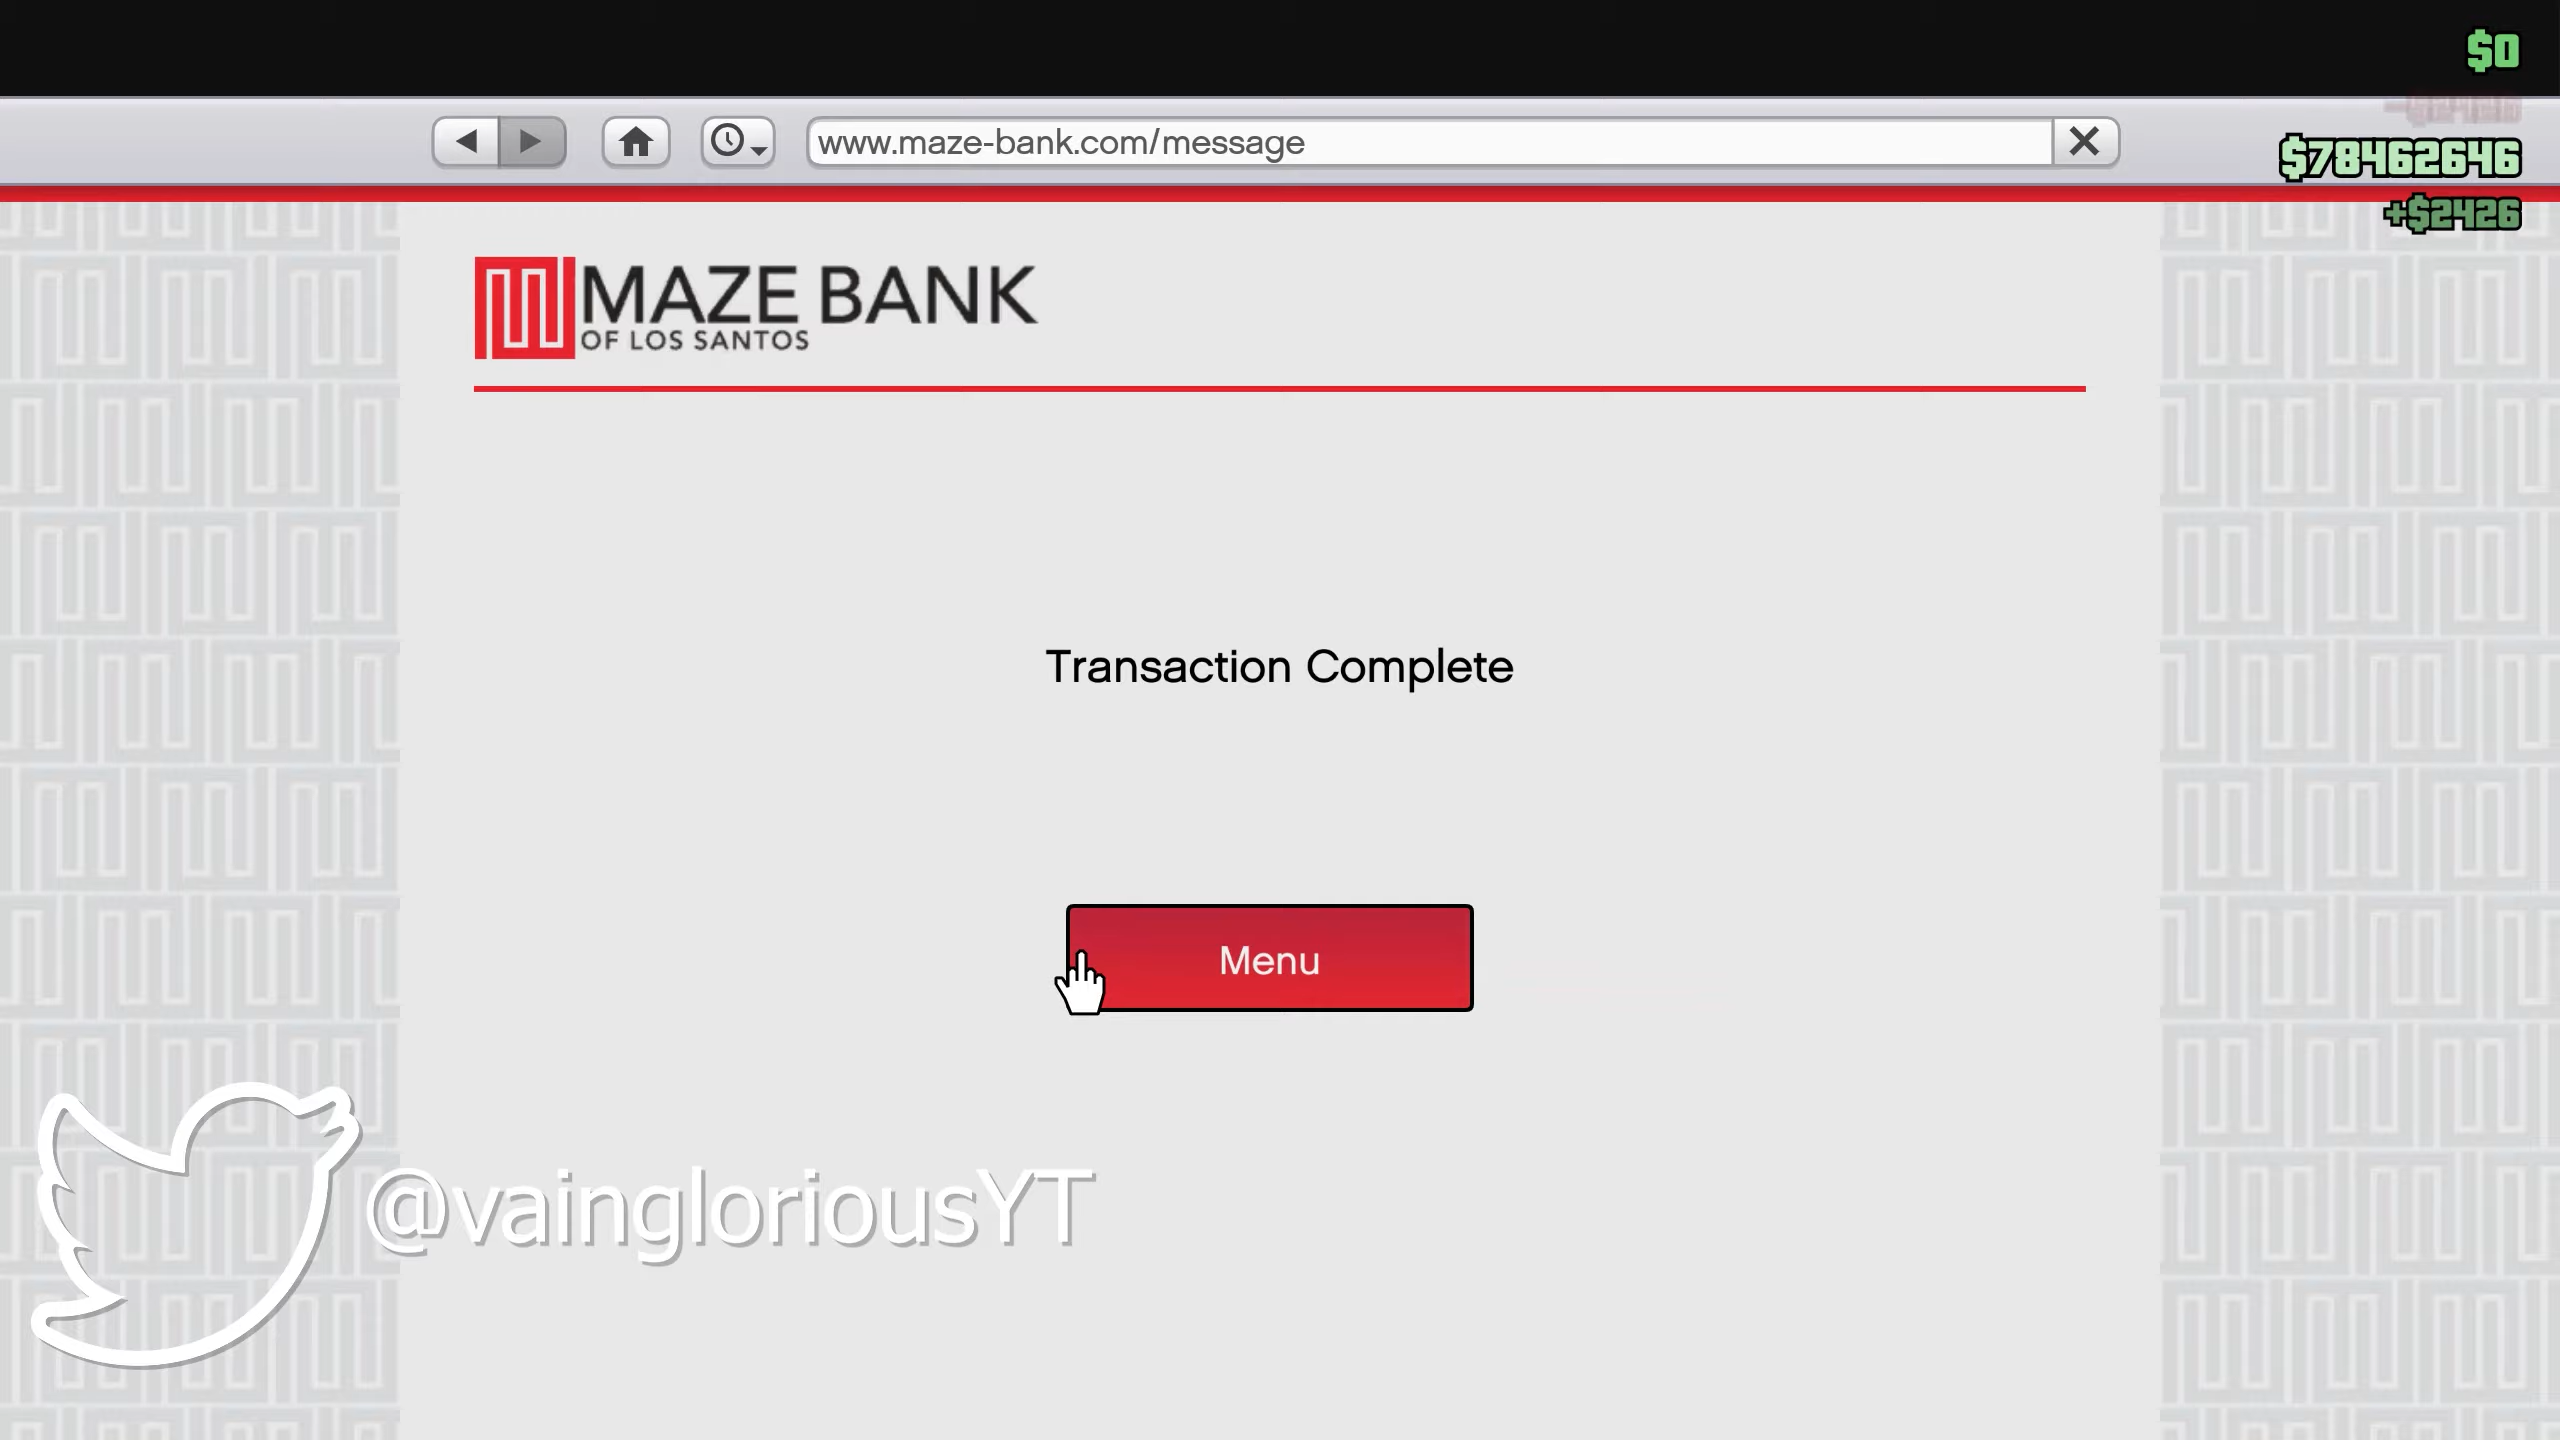 $0
www.maze-bank.com/message
$78462646
+$2426
MAZE BANK
OF LOS SANTOS
Transaction Complete
Menu
@vaingloriousYT